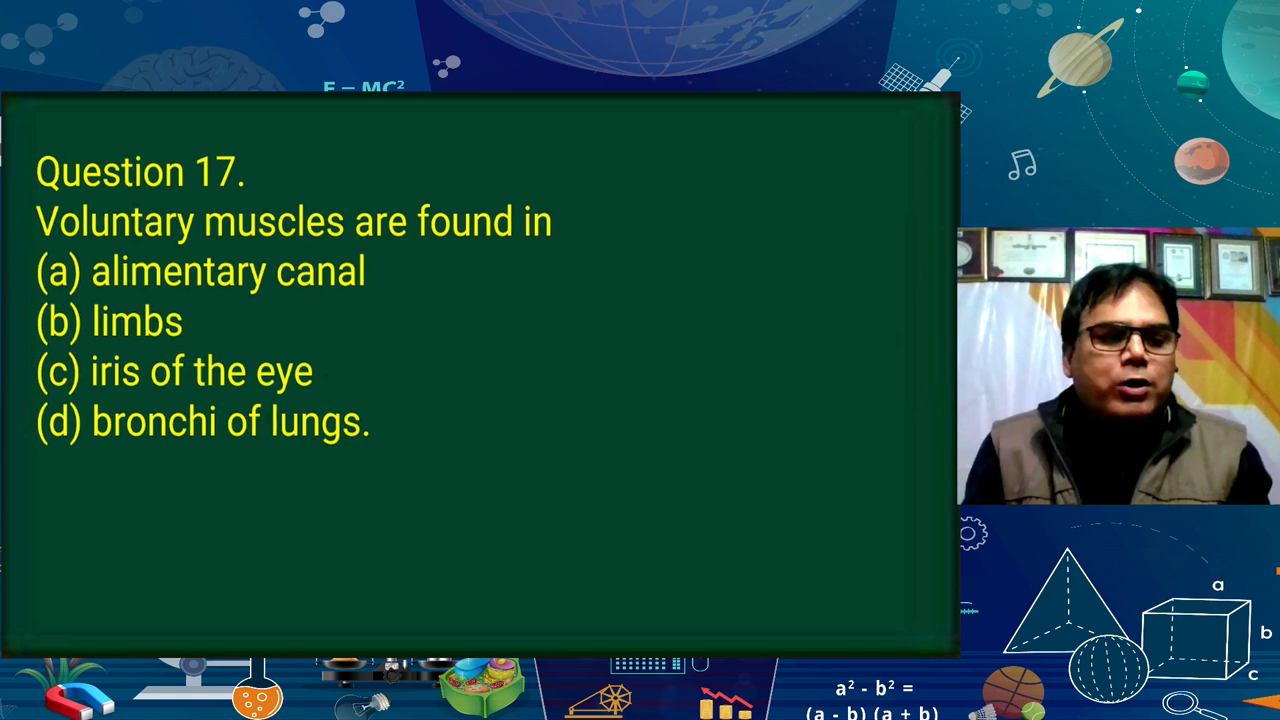 E = MC²
Question 17.
Voluntary muscles are found in
(a) alimentary canal
(b) limbs
(c) iris of the eye
(d) bronchi of lungs.
a
b
c
a² - b² =
(a - b) (a + b)